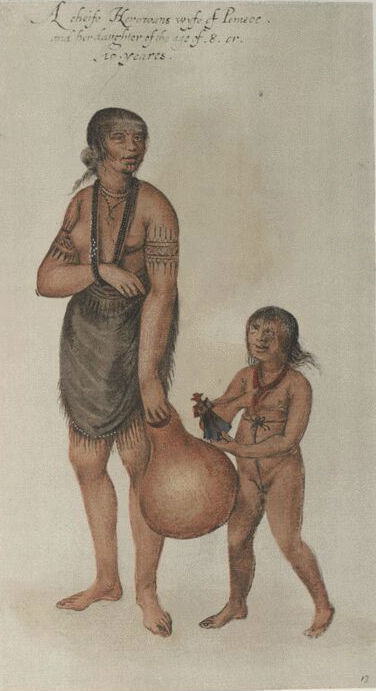 A cheife Herowans wyfe of Pomeoc.
and her daughter of the age of .8. or.
.10. yeares.